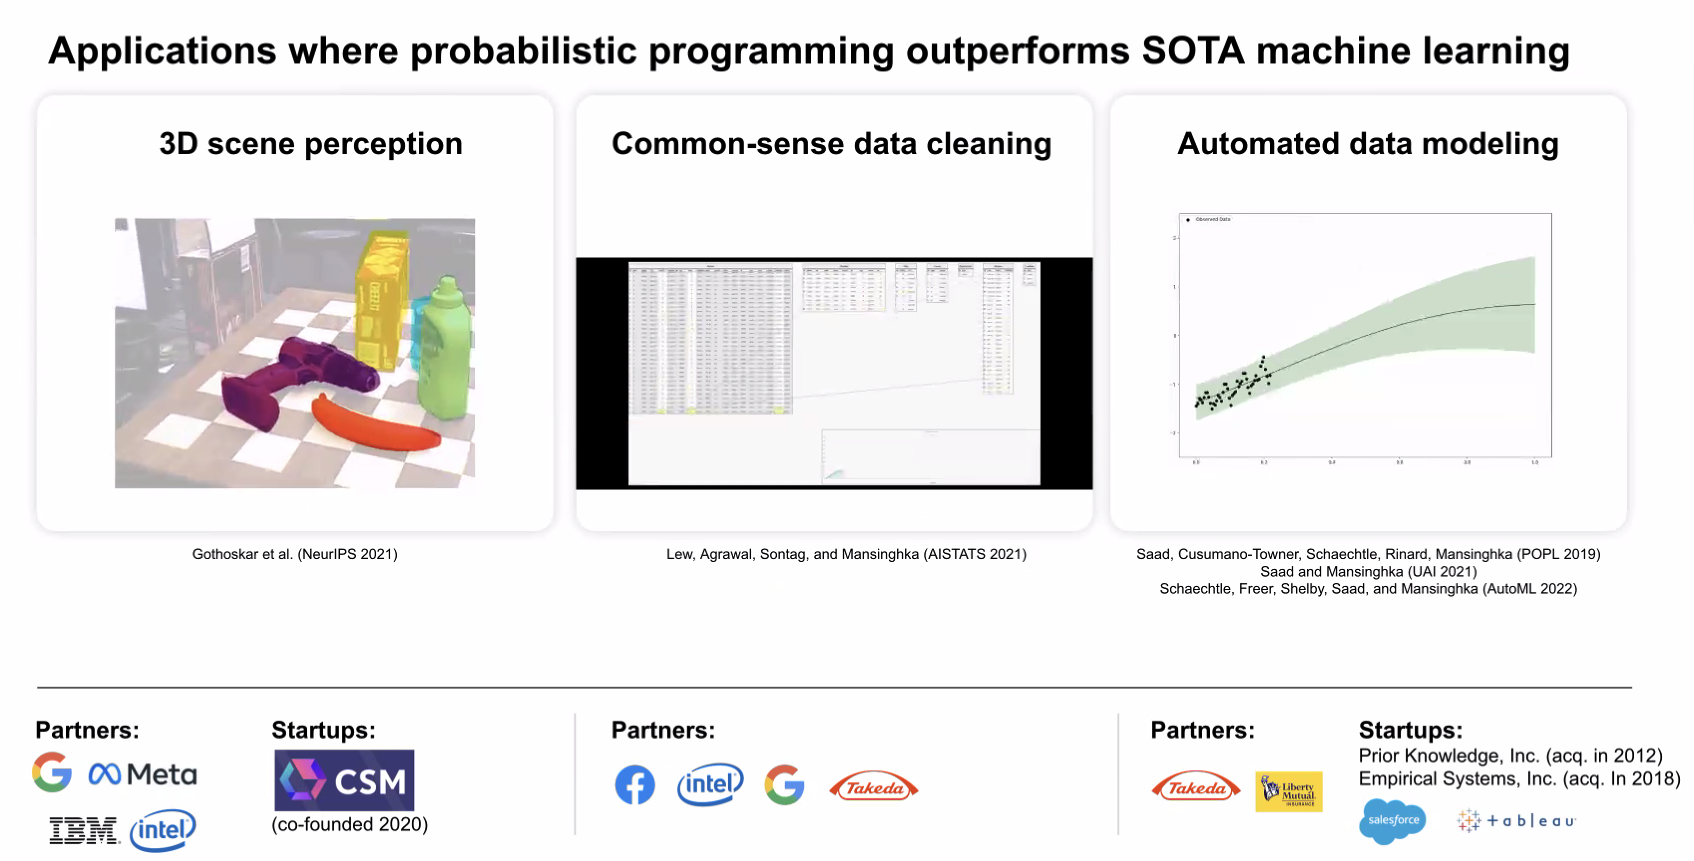 Applications where probabilistic programming outperforms SOTA machine learning
3D scene perception
Common-sense data cleaning
Automated data modeling
Observed Data
2
1
0
Gothoskar et al. (NeurIPS 2021)
Lew, Agrawal, Sontag, and Mansinghka (AISTATS 2021)
Saad, Cusumano-Towner, Schaechtle, Rinard, Mansinghka (POPL 2019)
Saad and Mansinghka (UAI 2021)
Schaechtle, Freer, Shelby, Saad, and Mansinghka (AutoML 2022)
Partners:
Meta
IBM
intel
Startups:
CSM
(co-founded 2020)
Partners:
intel
Takeda
Partners:
Takeda
Liberty
Mutual.
INSURANCE
Startups:
Prior Knowledge, Inc. (acq. in 2012)
Empirical Systems, Inc. (acq. In 2018)
salesforce
+ableau